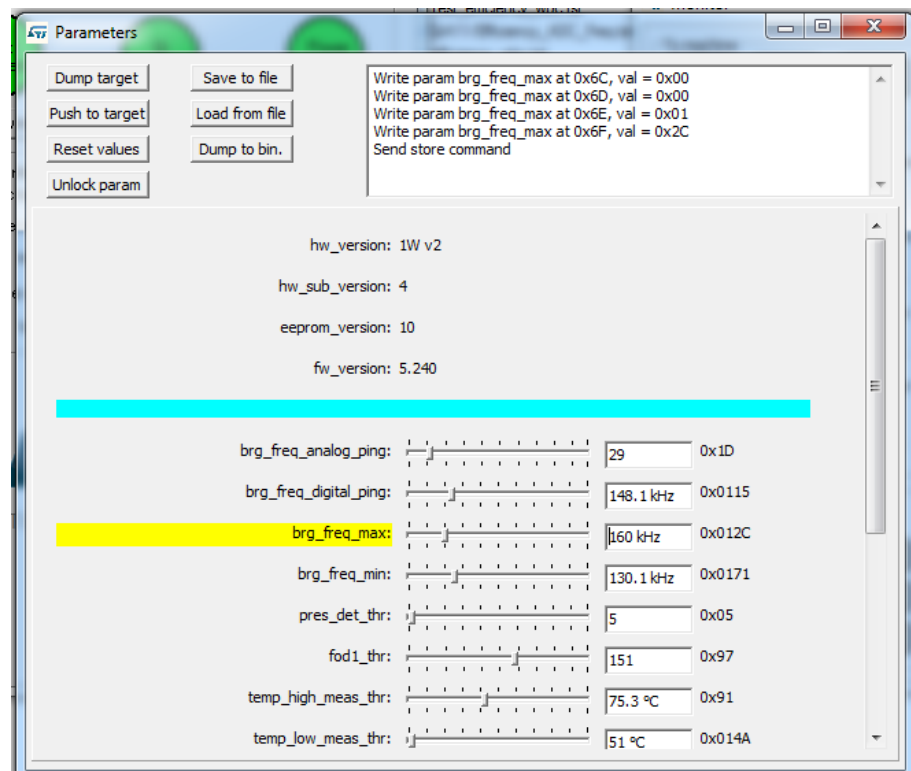 Parameters
Dump target
Save to file
Push to target
Load from file
Reset values
Dump to bin.
Unlock param
Write param brg_freq_max at 0x6C, val = 0x00
Write param brg_freq_max at 0x6D, val = 0x00
Write param brg_freq_max at 0x6E, val = 0x01
Write param brg_freq_max at 0x6F, val = 0x2C
Send store command
hw_version: 1W v2
hw_sub_version: 4
eeprom_version: 10
fw_version: 5.240
brg_freq_analog_ping: 29 0x1D
brg_freq_digital_ping: 148.1 kHz 0x0115
brg_freq_max: 160 kHz 0x012C
brg_freq_min: 130.1 kHz 0x0171
pres_det_thr: 5 0x05
fod1_thr: 151 0x97
temp_high_meas_thr: 75.3 ºC 0x91
temp_low_meas_thr: 51 ºC 0x014A